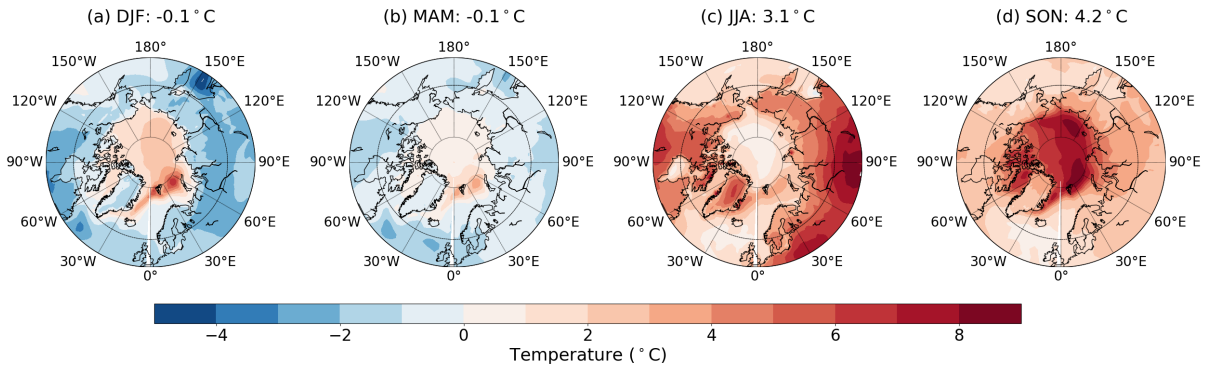 (a) DJF: -0.1°C
(b) MAM: -0.1°C
(c) JJA: 3.1°C
(d) SON: 4.2°C
180°
150°W
150°E
120°W
120°E
90°W
90°E
60°W
60°E
30°W
30°E
0°
180°
150°W
150°E
120°W
120°E
90°W
90°E
60°W
60°E
30°W
30°E
0°
180°
150°W
150°E
120°W
120°E
90°W
90°E
60°W
60°E
30°W
30°E
0°
180°
150°W
150°E
120°W
120°E
90°W
90°E
60°W
60°E
30°W
30°E
0°
−4
−2
0
2
4
6
8
Temperature (°C)